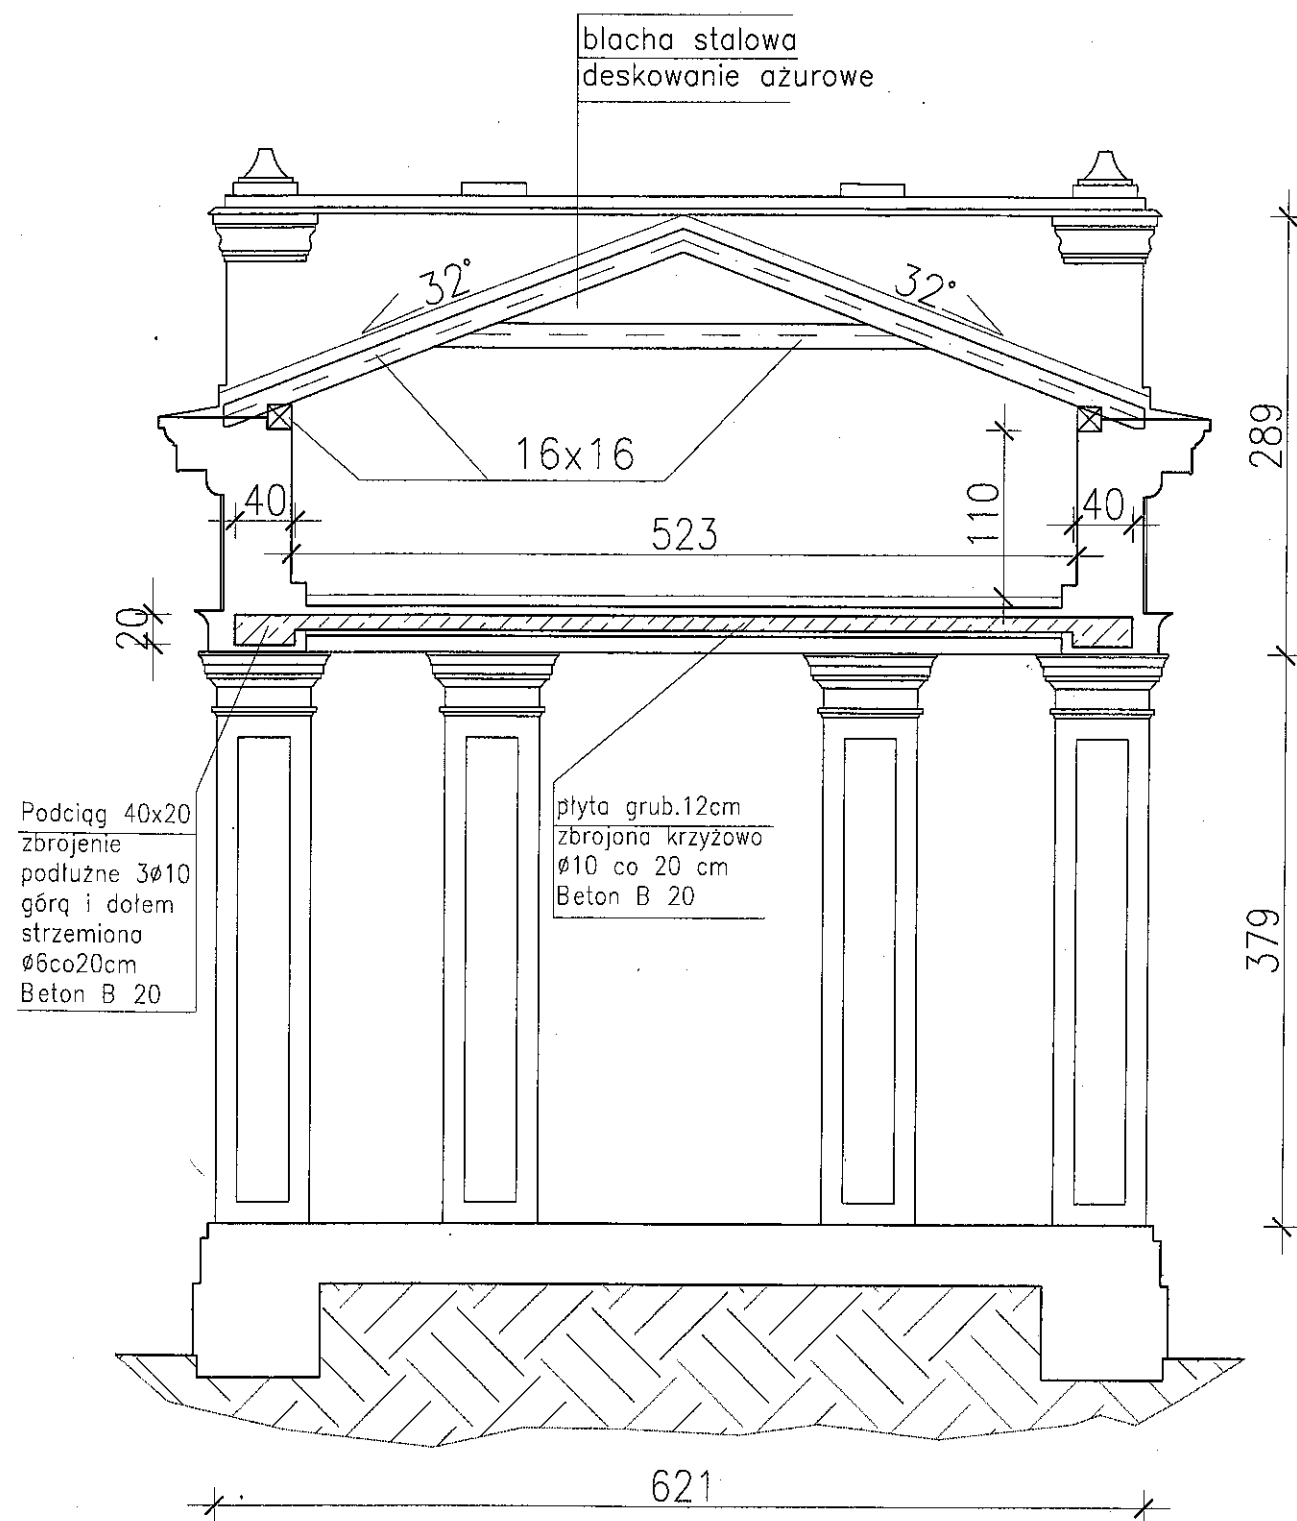 blacha stalowa
deskowanie ażurowe
32°
32°
16x16
289
40
523
110
40
20
Podciąg 40x20
zbrojenie
podłużne 3ø10
górą i dołem
strzemiona
ø6co20cm
Beton B 20
płyta grub.12cm
zbrojona krzyżowo
ø10 co 20 cm
Beton B 20
379
621